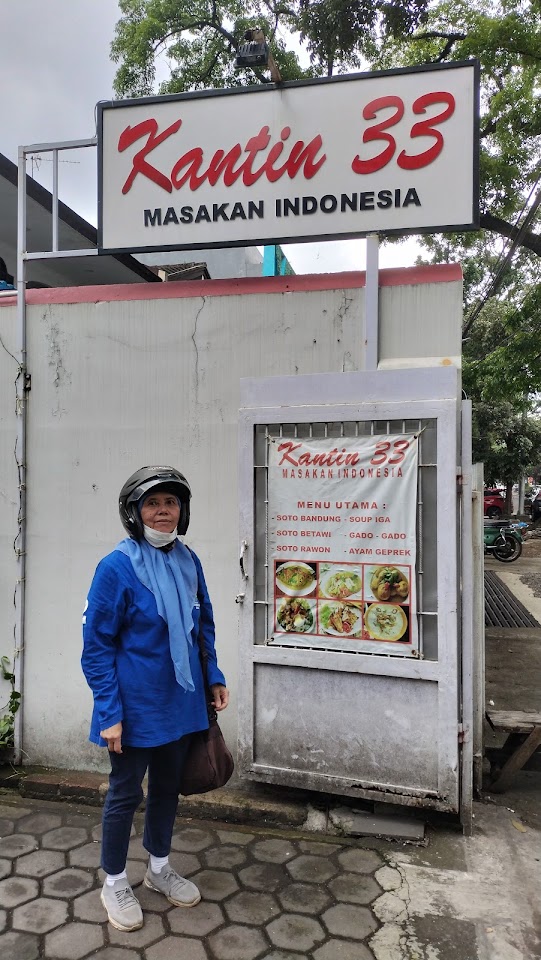 Kantin 33
MASAKAN INDONESIA
Kantin 33
MASAKAN INDONESIA
MENU UTAMA :
- SOTO BANDUNG - SOUP IGA
- SOTO BETAWI - GADO - GADO
- SOTO RAWON - AYAM GEPREK